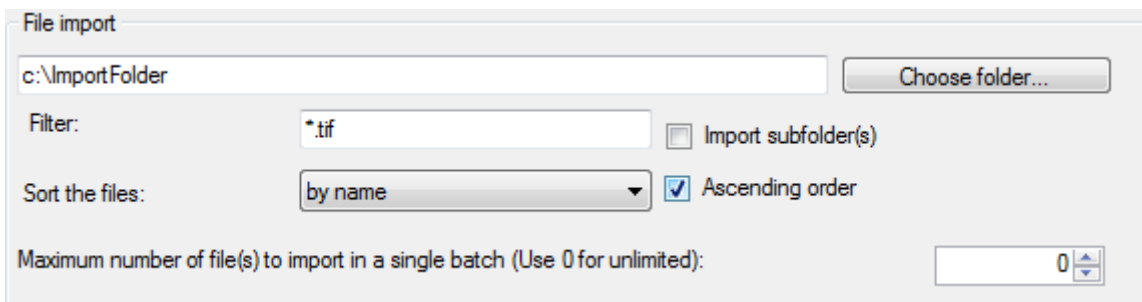 File import
c:\ImportFolder Choose folder...
Filter: *.tif Import subfolder(s)
Sort the files: by name Ascending order
Maximum number of file(s) to import in a single batch (Use 0 for unlimited): 0